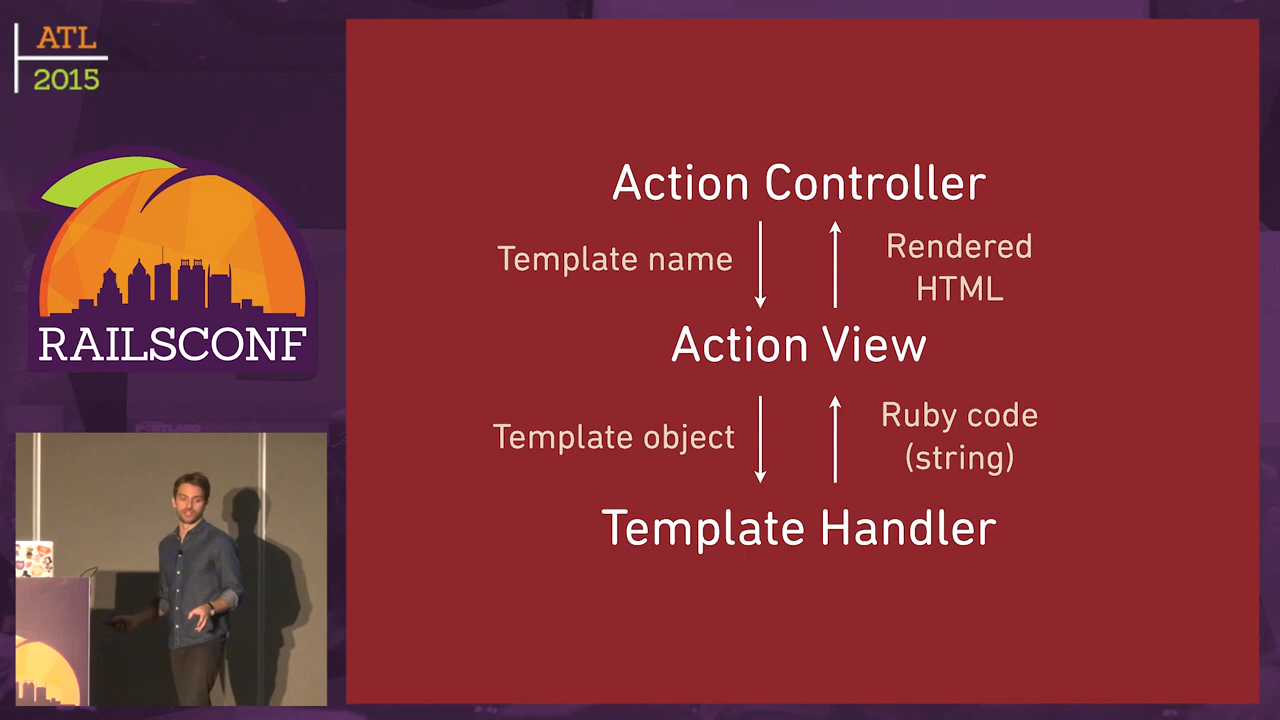 ATL
2015
RAILSCONF
Action Controller
Template name
Rendered
HTML
Action View
Template object
Ruby code
(string)
Template Handler